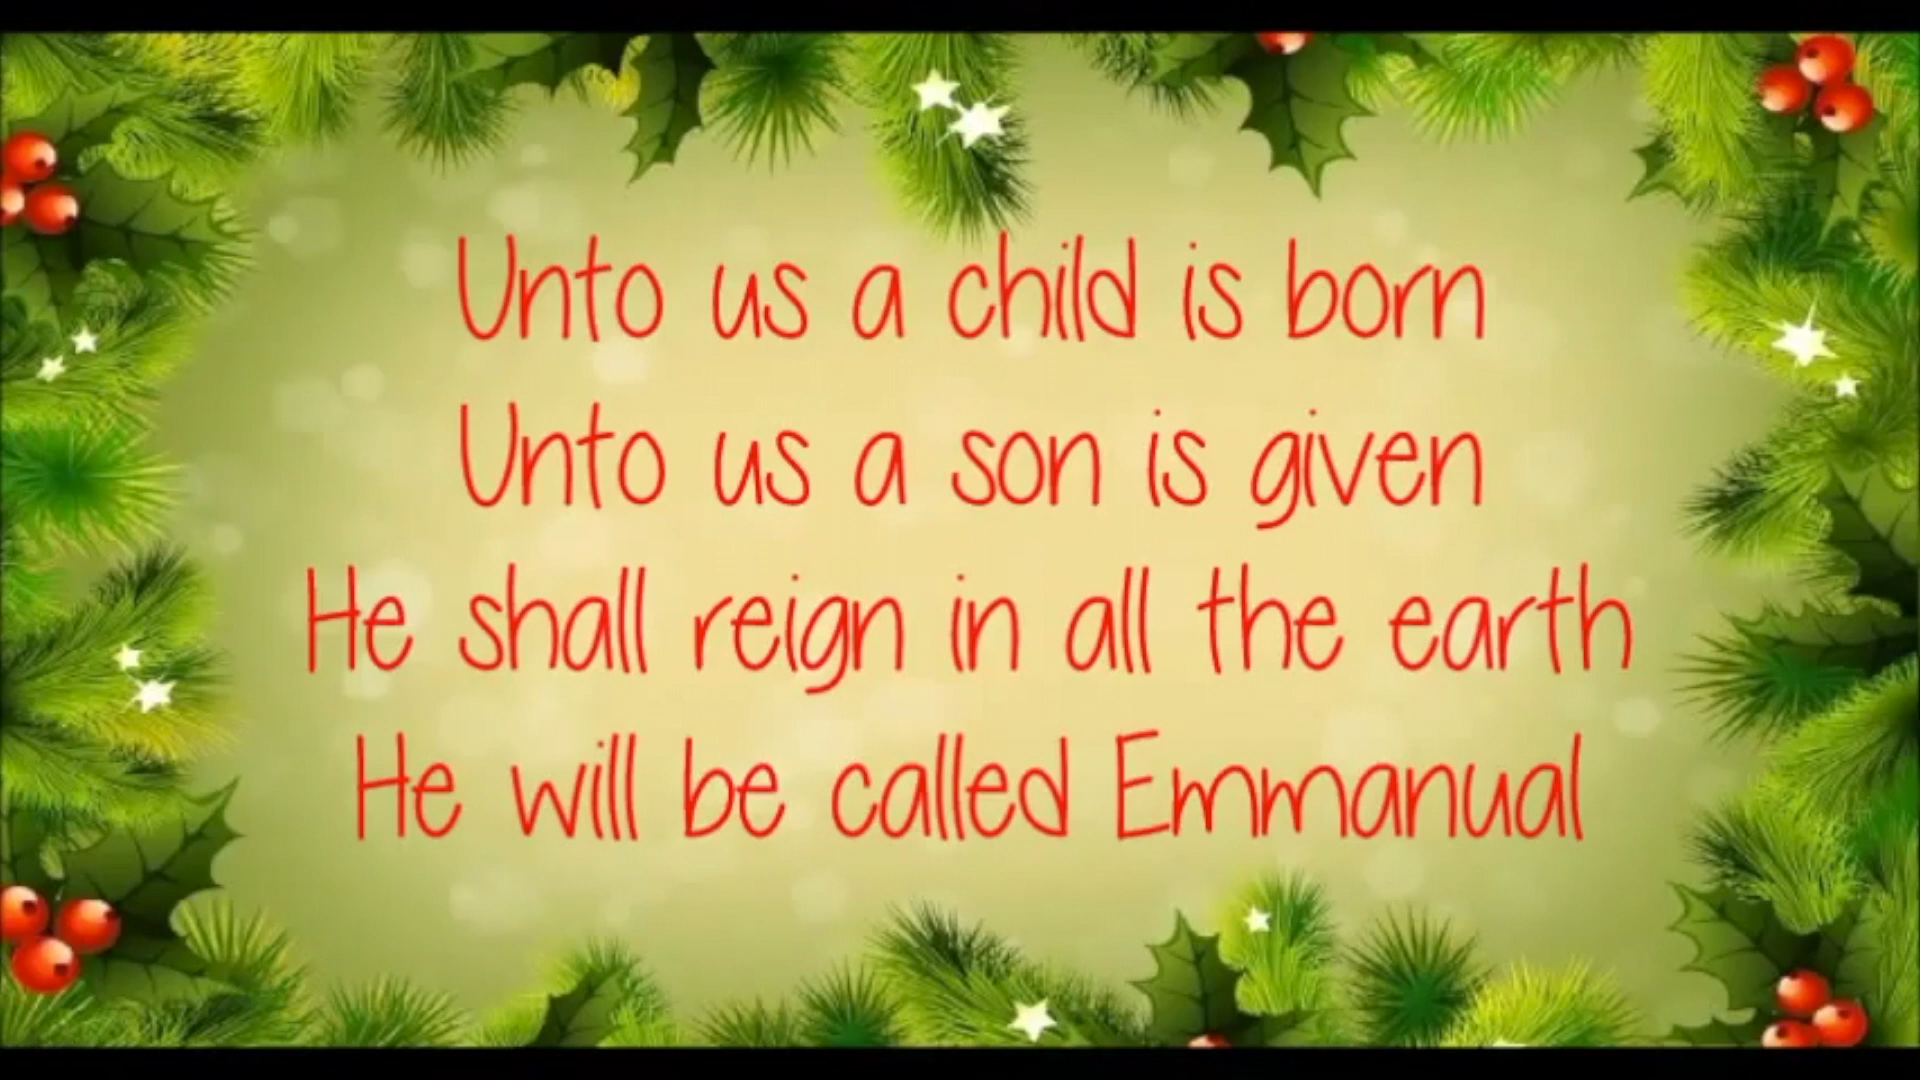 Unto us a child is born
Unto us a son is given
He shall reign in all the earth
He will be called Emmanual